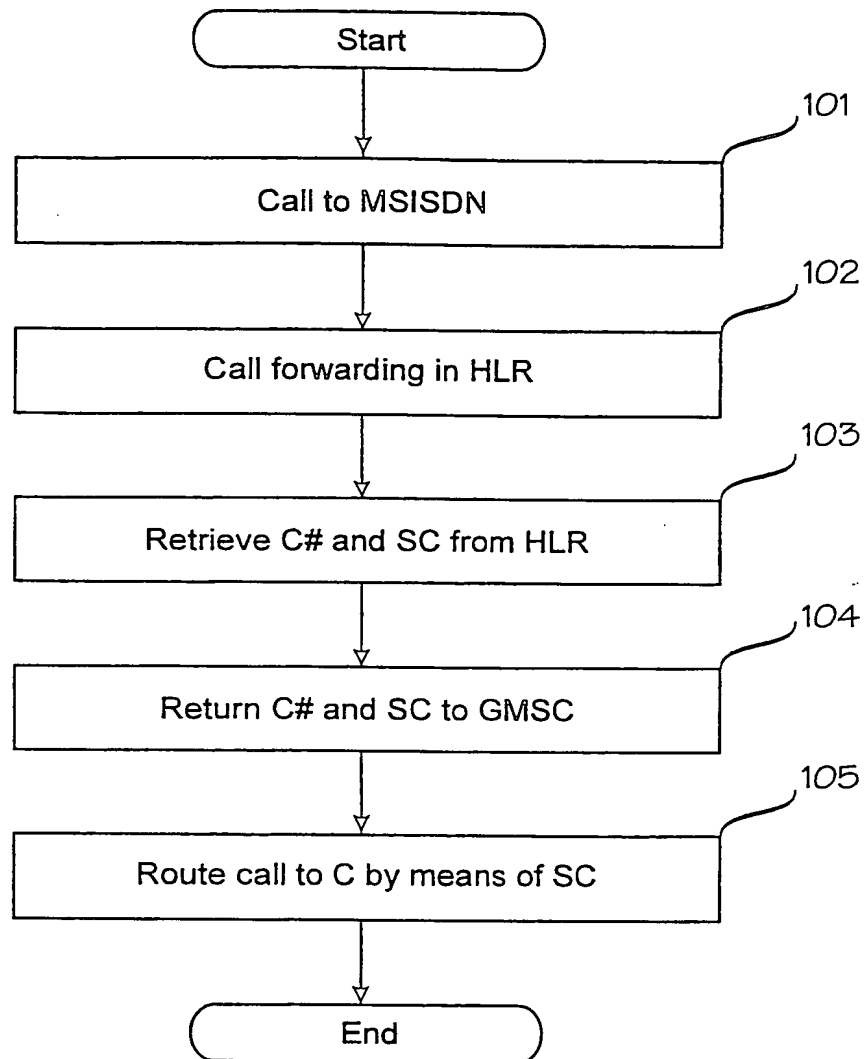 Start
101
Call to MSISDN
102
Call forwarding in HLR
103
Retrieve C# and SC from HLR
104
Return C# and SC to GMSC
105
Route call to C by means of SC
End